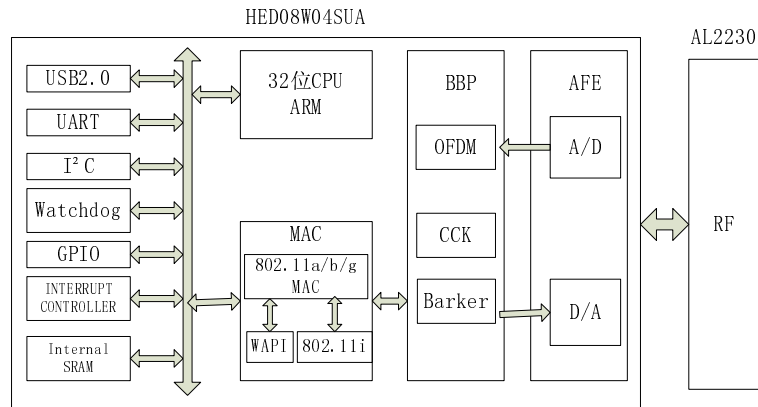 HED08W04SUA
AL2230
USB2.0
UART
I² C
Watchdog
GPIO
INTERRUPT
CONTROLLER
Internal
SRAM
32位CPU
ARM
MAC
802.11a/b/g
MAC
WAPI
802.11i
BBP
OFDM
CCK
Barker
AFE
A/D
D/A
RF